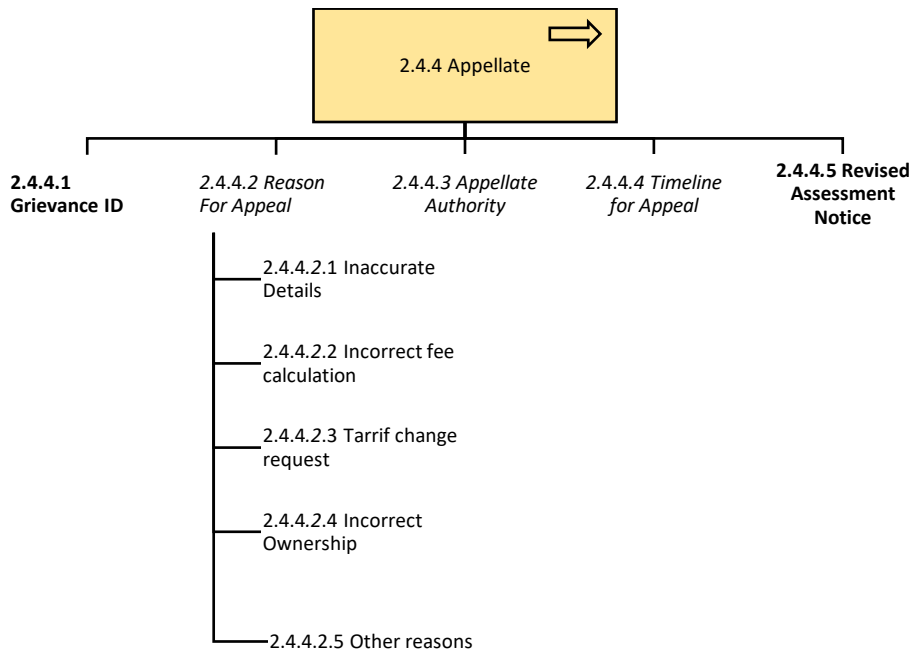 2.4.4 Appellate
2.4.4.1
Grievance ID
2.4.4.2 Reason
For Appeal
2.4.4.3 Appellate
Authority
2.4.4.4 Timeline
for Appeal
2.4.4.5 Revised
Assessment
Notice
2.4.4.2.1 Inaccurate
Details
2.4.4.2.2 Incorrect fee
calculation
2.4.4.2.3 Tarrif change
request
2.4.4.2.4 Incorrect
Ownership
2.4.4.2.5 Other reasons